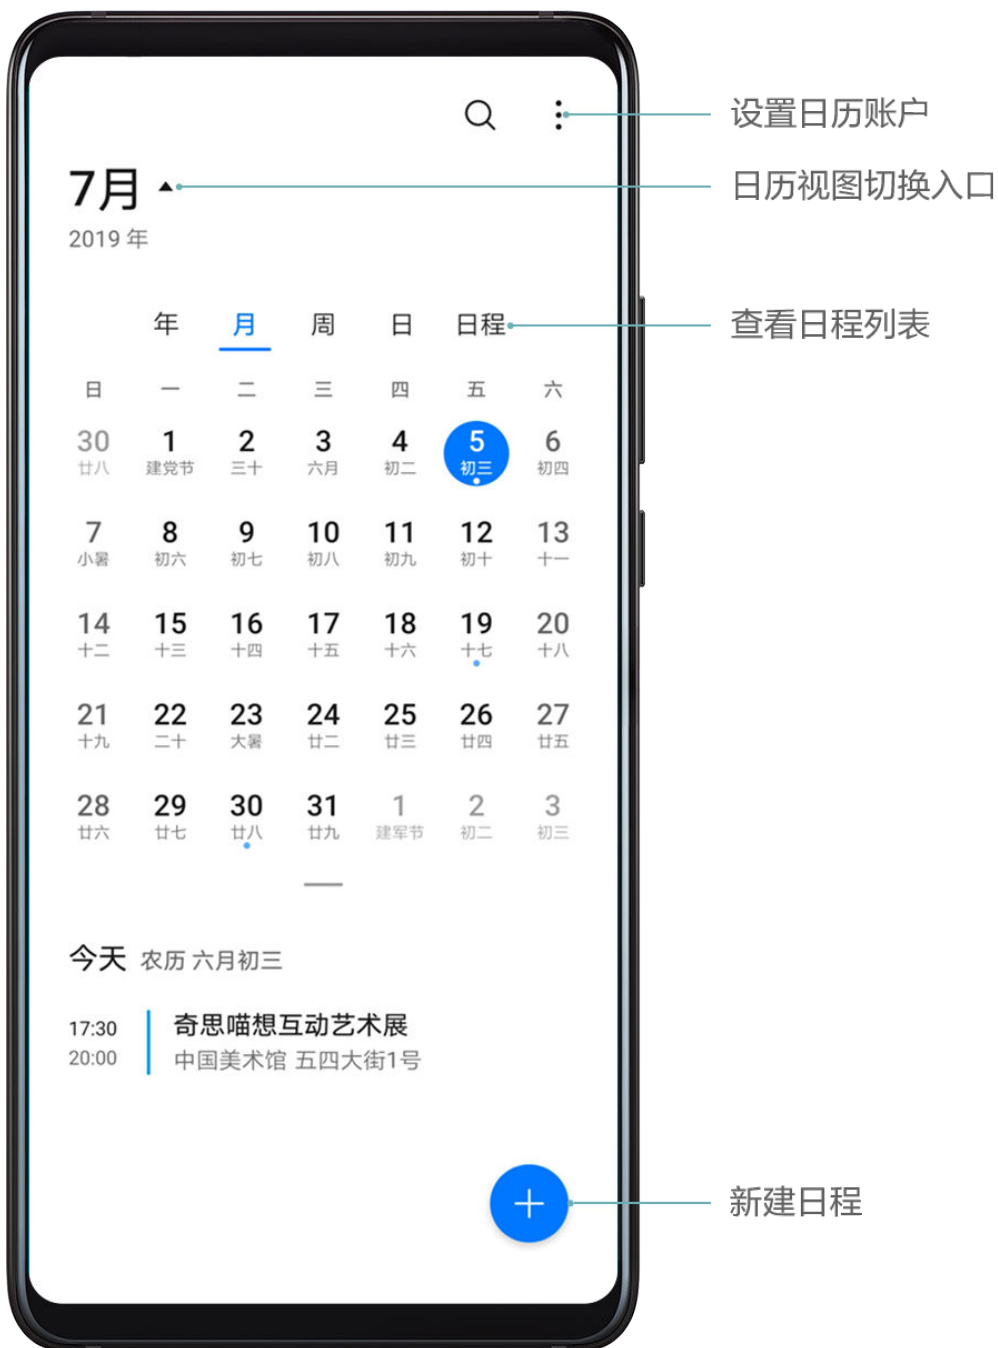 设置日历账户
7月
日历视图切换入口
2019 年
年 月 周 日 日程
查看日程列表
日 一 二 三 四 五 六
30 1 2 3 4 5 6
廿八 建党节 三十 六月 初二 初三 初四
7 8 9 10 11 12 13
小暑 初六 初七 初八 初九 初十 十一
14 15 16 17 18 19 20
十二 十三 十四 十五 十六 十七 十八
21 22 23 24 25 26 27
十九 二十 大暑 廿二 廿三 廿四 廿五
28 29 30 31 1 2 3
廿六 廿七 廿八 廿九 建军节 初二 初三
今天 农历 六月初三
17:30 奇思喵想互动艺术展
20:00 中国美术馆 五四大街1号
新建日程